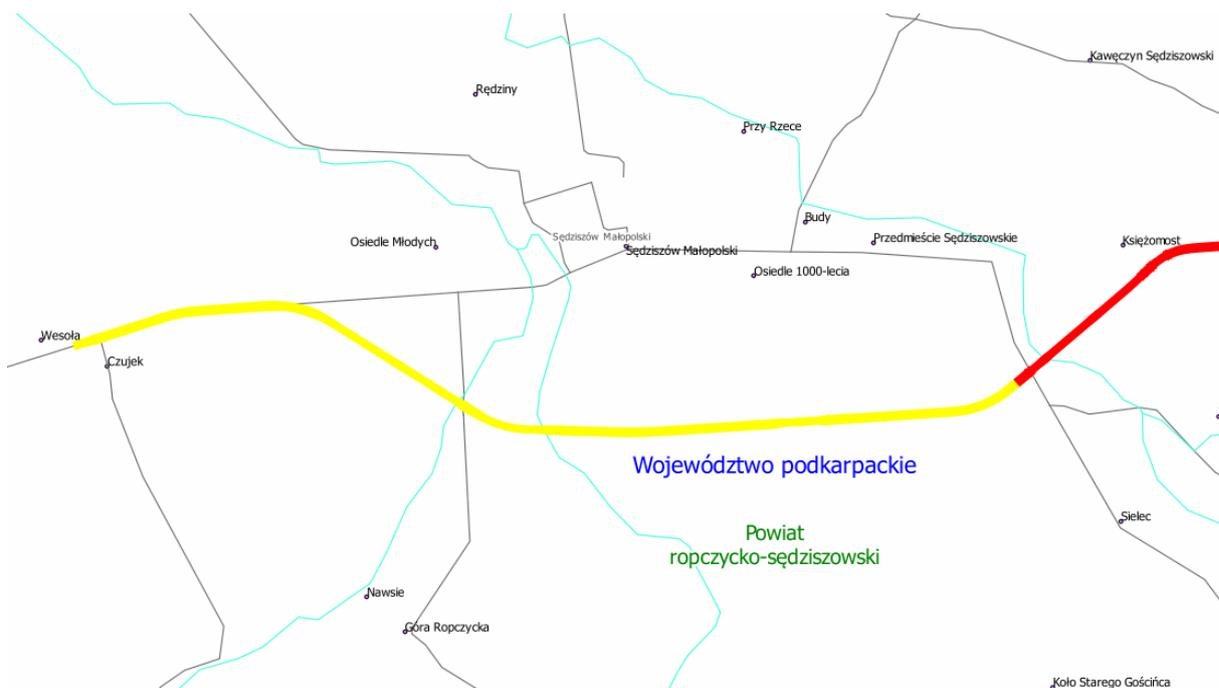 Kawęczyn Sędziszowski
Rędziny
Przy Rzece
Budy
Sędziszów Małopolski
Przedmieście Sędziszowskie
Księżomost
Osiedle Młodych
Sędziszów Małopolski
Osiedle 1000-lecia
Wesoła
Czujek
Województwo podkarpackie
Sielec
Powiat
ropczycko-sędziszowski
Nawsie
Góra Ropczycka
Koło Starego Gościńca